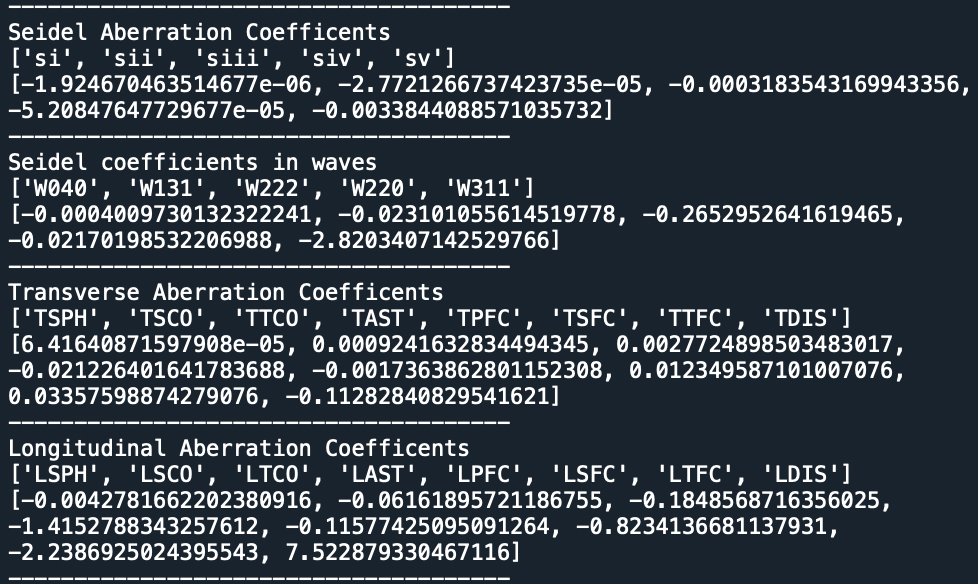 Seidel Aberration Coefficents
['si', 'sii', 'siii', 'siv', 'sv']
[-1.924670463514677e-06, -2.7721266737423735e-05, -0.0003183543169943356,
-5.20847647729677e-05, -0.0033844088571035732]
Seidel coefficients in waves
['W040', 'W131', 'W222', 'W220', 'W311']
[-0.0004009730132322241, -0.023101055614519778, -0.2652952641619465,
-0.02170198532206988, -2.8203407142529766]
Transverse Aberration Coefficents
['TSPH', 'TSCO', 'TTCO', 'TAST', 'TPFC', 'TSFC', 'TTFC', 'TDIS']
[6.41640871597908e-05, 0.0009241632834494345, 0.0027724898503483017,
-0.021226401641783688, -0.0017363862801152308, 0.012349587101007076,
0.03357598874279076, -0.11282840829541621]
Longitudinal Aberration Coefficents
['LSPH', 'LSCO', 'LTCO', 'LAST', 'LPFC', 'LSFC', 'LTFC', 'LDIS']
[-0.0042781662202380916, -0.06161895721186755, -0.1848568716356025,
-1.4152788343257612, -0.11577425095091264, -0.8234136681137931,
-2.2386925024395543, 7.522879330467116]